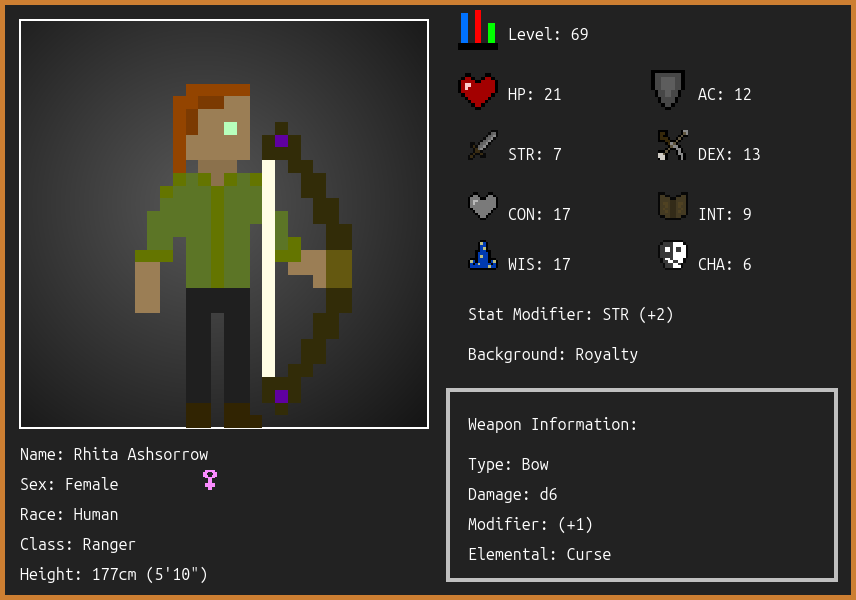 Level: 69
HP: 21
AC: 12
STR: 7
DEX: 13
CON: 17
INT: 9
WIS: 17
CHA: 6
Stat Modifier: STR (+2)
Background: Royalty
Weapon Information:
Type: Bow
Damage: d6
Modifier: (+1)
Elemental: Curse
Name: Rhita Ashsorrow
Sex: Female
Race: Human
Class: Ranger
Height: 177cm (5'10")